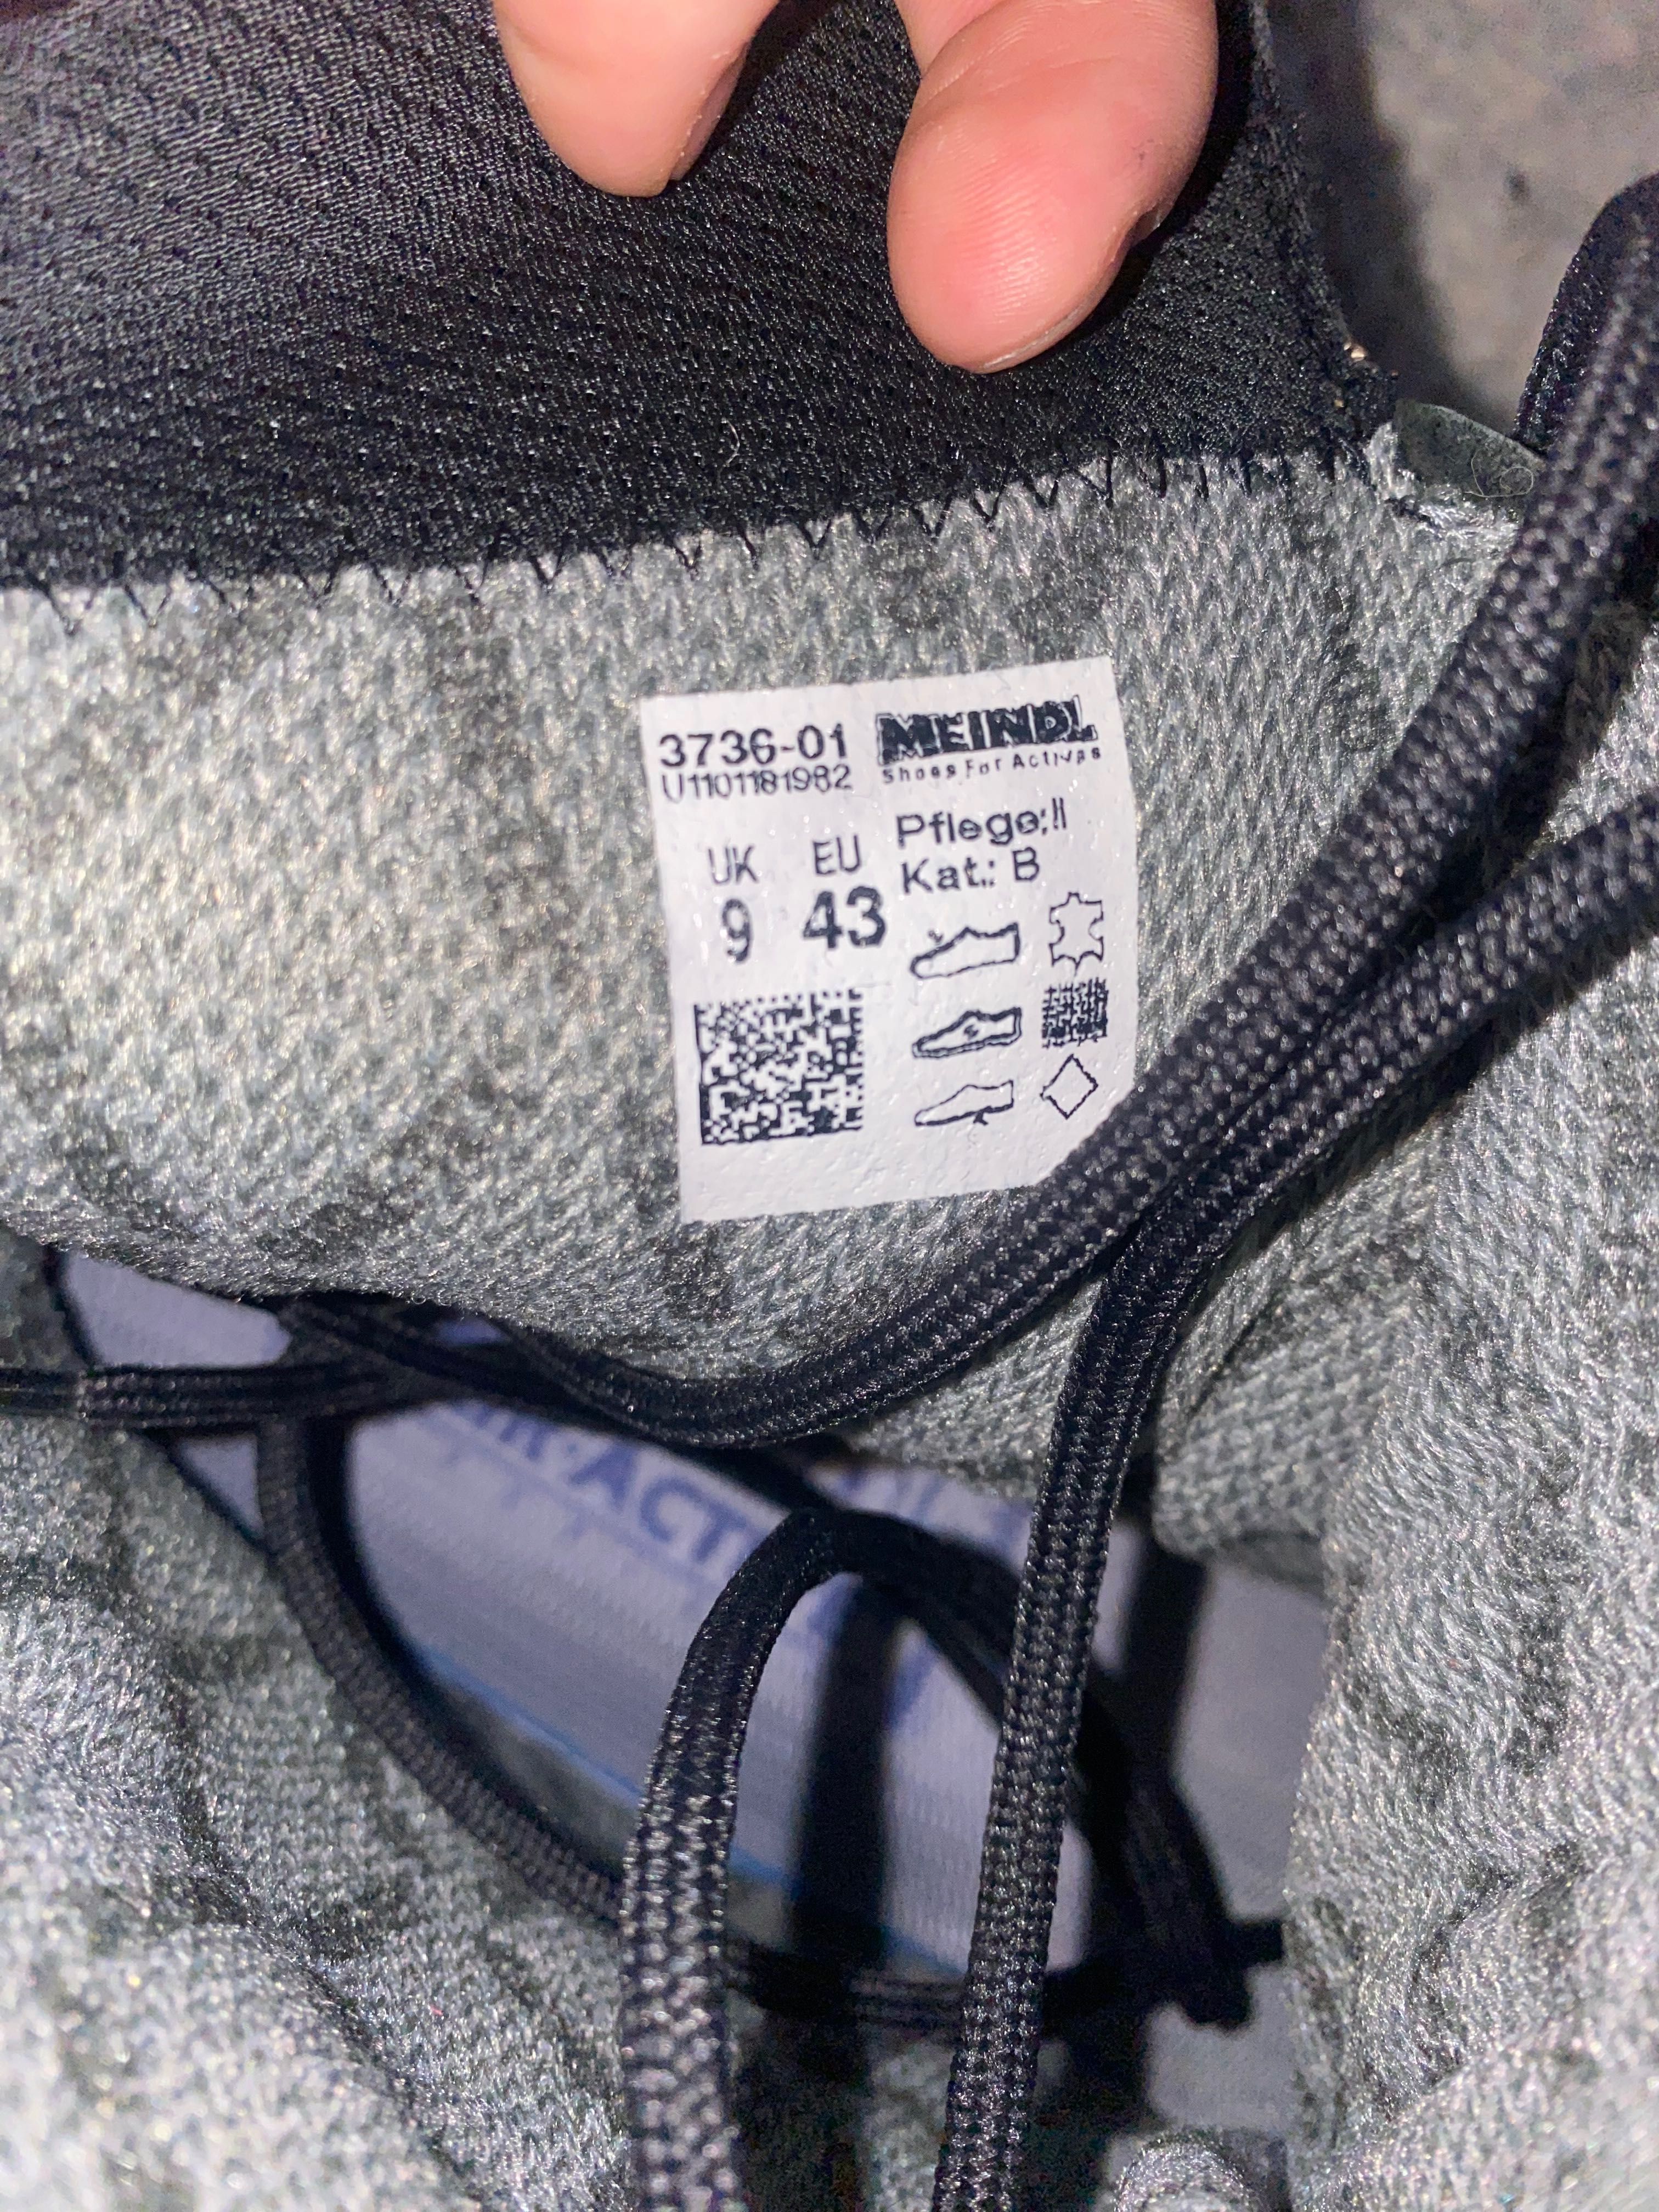 3736-01
U1101181982
MEINDL
Shoes For Actives
UK EU
9 43
Pflege:II
Kat.: B